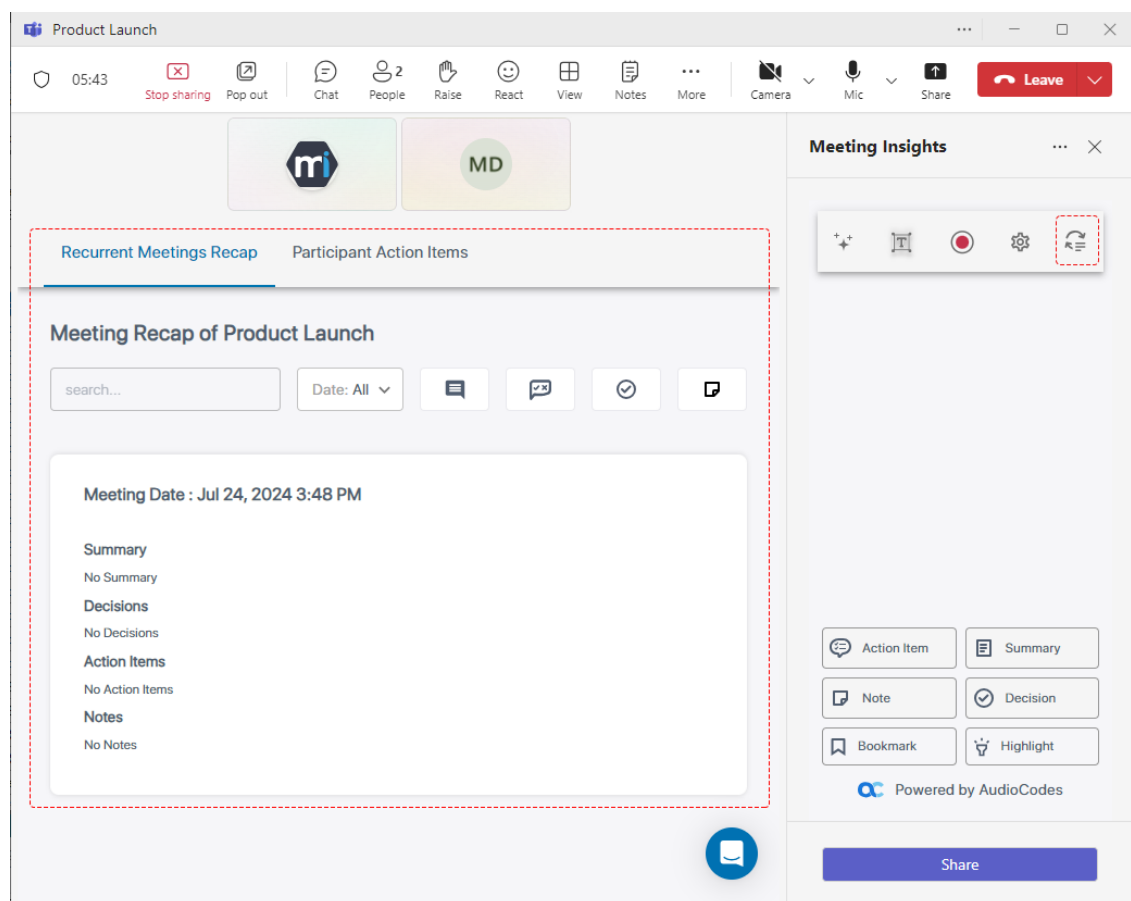 Product Launch
05:43
Stop sharing
Pop out
Chat
2
People
Raise
React
View
Notes
More
Camera
Mic
Share
Leave
mi
MD
Meeting Insights
T
Recurrent Meetings Recap
Participant Action Items
Meeting Recap of Product Launch
search...
Date: All
Meeting Date : Jul 24, 2024 3:48 PM
Summary
No Summary
Decisions
No Decisions
Action Items
No Action Items
Notes
No Notes
Action Item
Summary
Note
Decision
Bookmark
Highlight
Powered by AudioCodes
Share